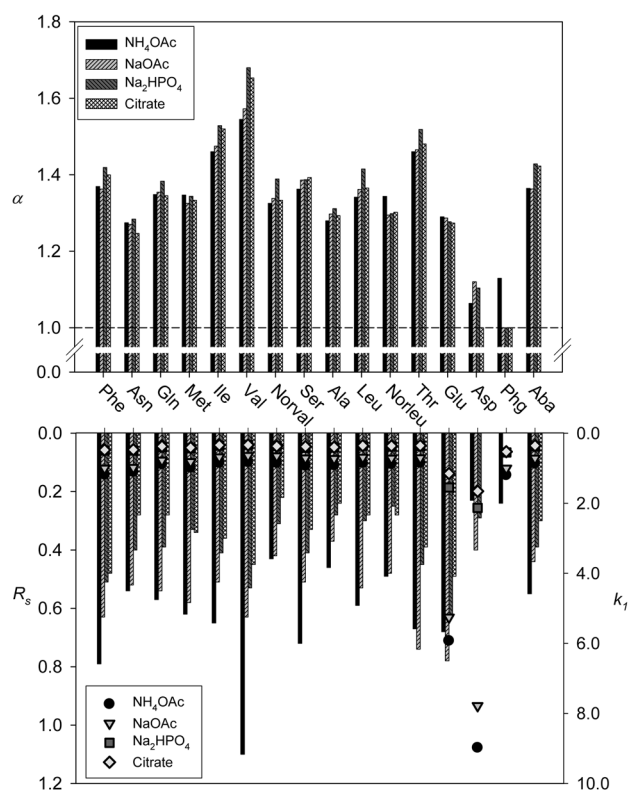 1.8
NH₄OAc
NaOAc
Na₂HPO₄
Citrate
1.6
1.4
α
1.2
1.0
0.0
Phe
Asn
Gln
Met
Ile
Val
Norval
Ser
Ala
Leu
Norleu
Thr
Glu
Asp
Phg
Aba
0.0 0.0
0.2
2.0
0.4
4.0
Rs k1
0.6
6.0
0.8
8.0
1.0
1.2 10.0
NH₄OAc
NaOAc
Na₂HPO₄
Citrate